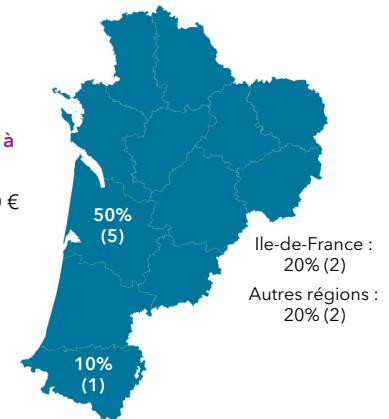 à
€
50%
(5)
Ile-de-France :
20% (2)
Autres régions :
20% (2)
10%
(1)